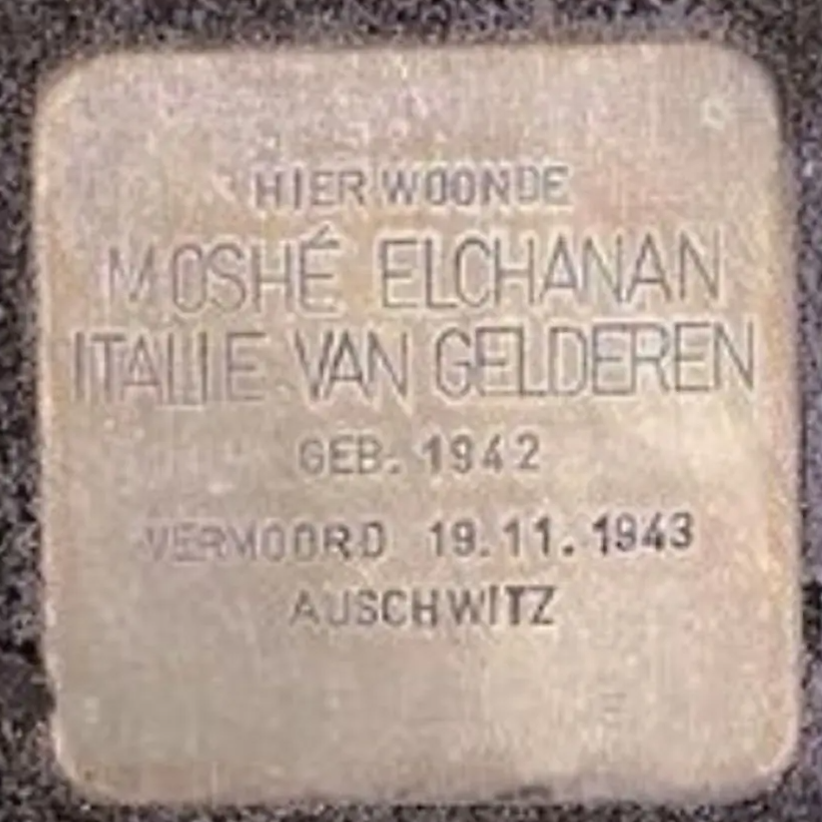 HIER WOONDE
MOSHÉ ELCHANAN
ITALIE VAN GELDEREN
GEB. 1942
VERMOORD 19.11.1943
AUSCHWITZ